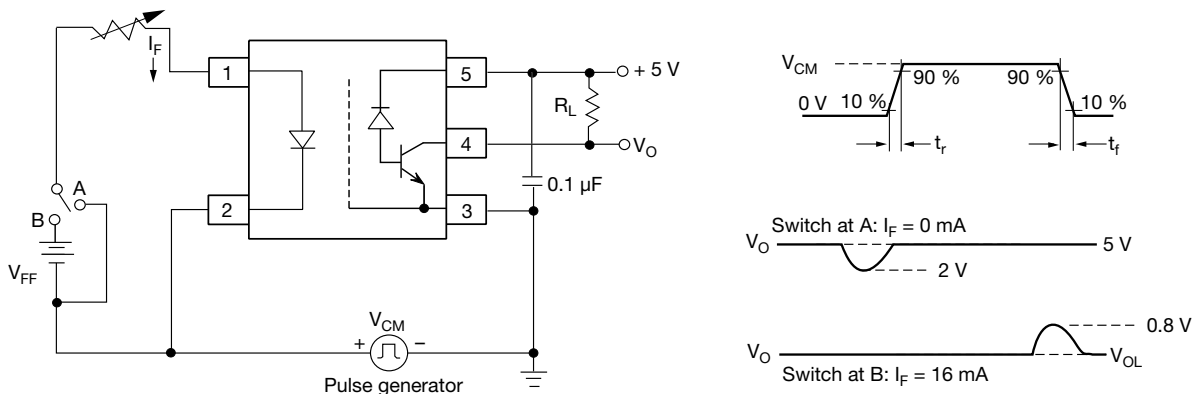 I_F
1
2
5
4
3
+ 5 V
R_L
V_O
0.1 µF
A
B
V_FF
V_CM
+
−
Pulse generator
V_CM
90 %
90 %
0 V
10 %
10 %
t_r
t_f
Switch at A: I_F = 0 mA
V_O
5 V
2 V
0.8 V
V_O
V_OL
Switch at B: I_F = 16 mA